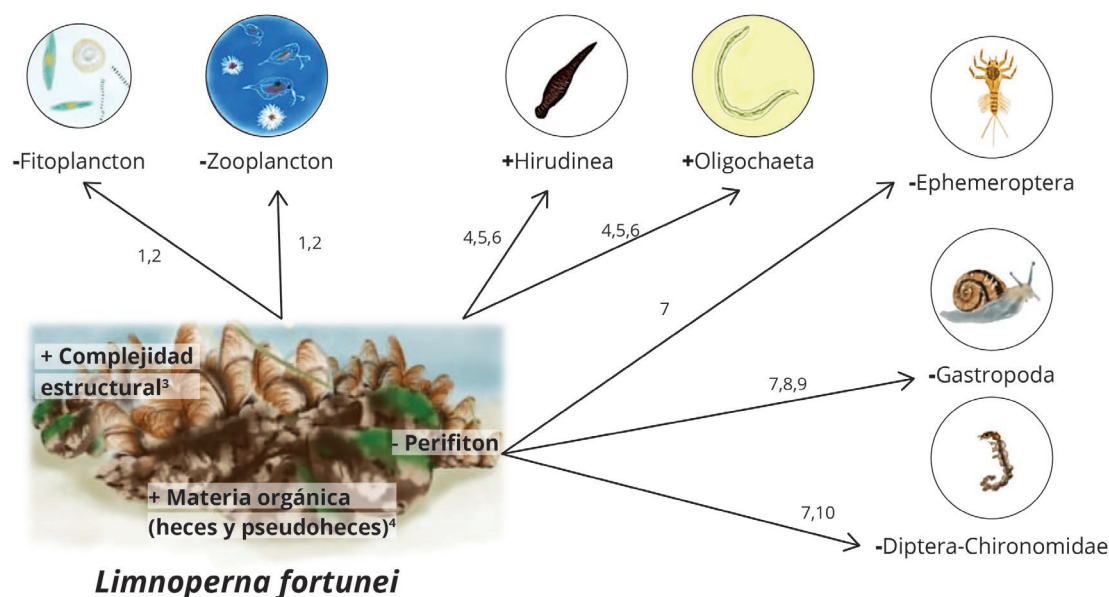 -Fitoplancton
-Zooplancton
+Hirudinea
+Oligochaeta
-Ephemeroptera
1,2
1,2
4,5,6
4,5,6
7
+ Complejidad
estructural³
7,8,9
-Gastropoda
- Perifiton
+ Materia orgánica
(heces y pseudoheces)⁴
7,10
-Diptera-Chironomidae
Limnoperna fortunei